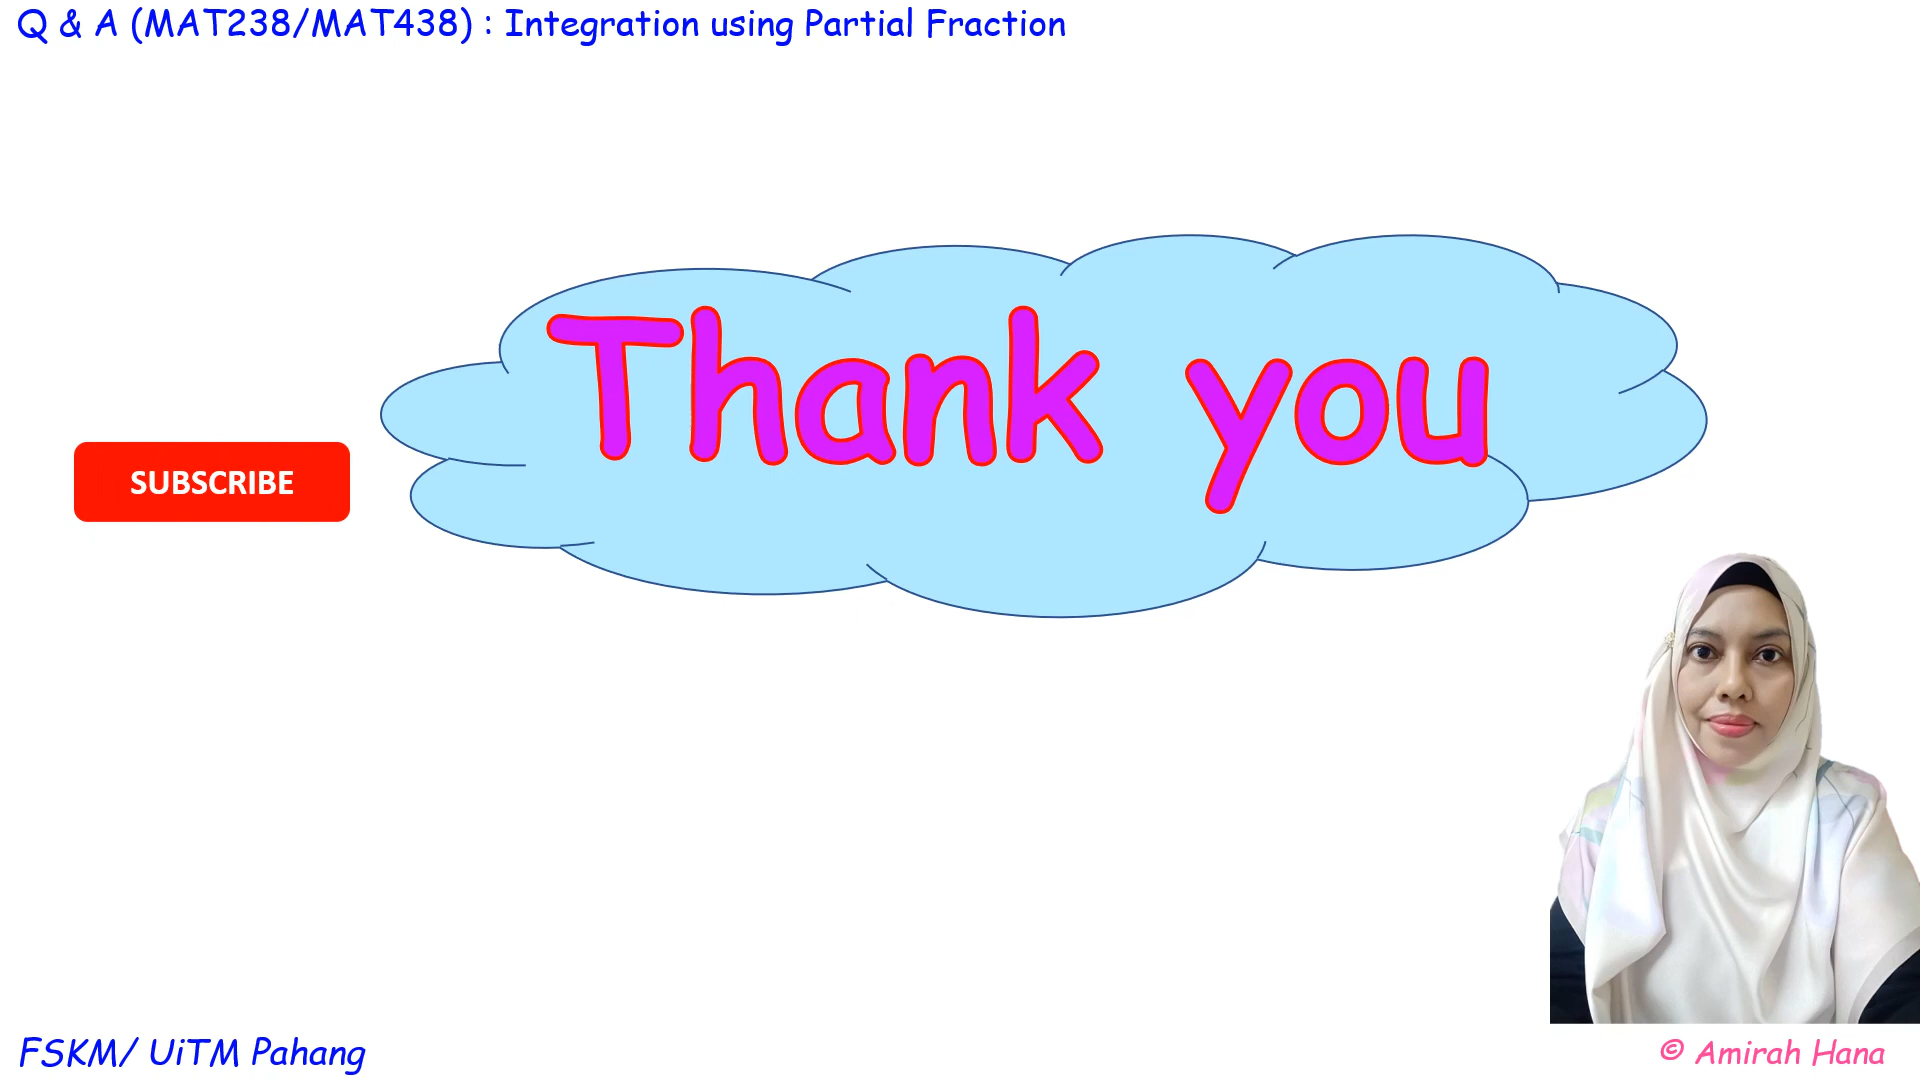 Q & A (MAT238/MAT438) : Integration using Partial Fraction
Thank you
SUBSCRIBE
FSKM/ UiTM Pahang
© Amirah Hana